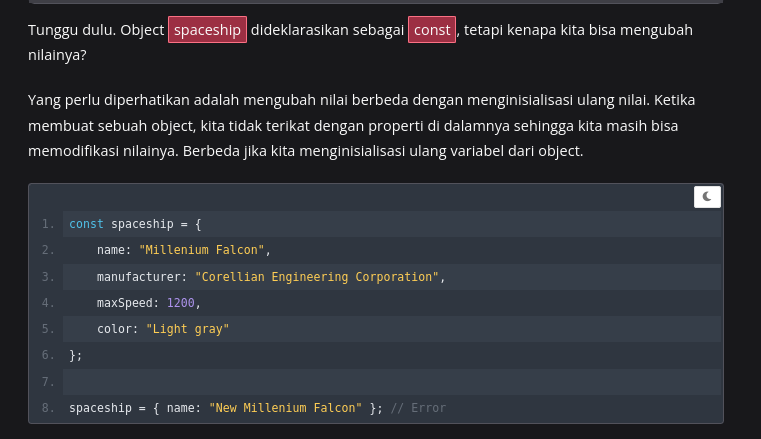 Tunggu dulu. Object spaceship dideklarasikan sebagai const, tetapi kenapa kita bisa mengubah
nilainya?
Yang perlu diperhatikan adalah mengubah nilai berbeda dengan menginisialisasi ulang nilai. Ketika
membuat sebuah object, kita tidak terikat dengan properti di dalamnya sehingga kita masih bisa
memodifikasi nilainya. Berbeda jika kita menginisialisasi ulang variabel dari object.
1. const spaceship = {
2.     name: "Millenium Falcon",
3.     manufacturer: "Corellian Engineering Corporation",
4.     maxSpeed: 1200,
5.     color: "Light gray"
6. };
7.
8. spaceship = { name: "New Millenium Falcon" }; // Error